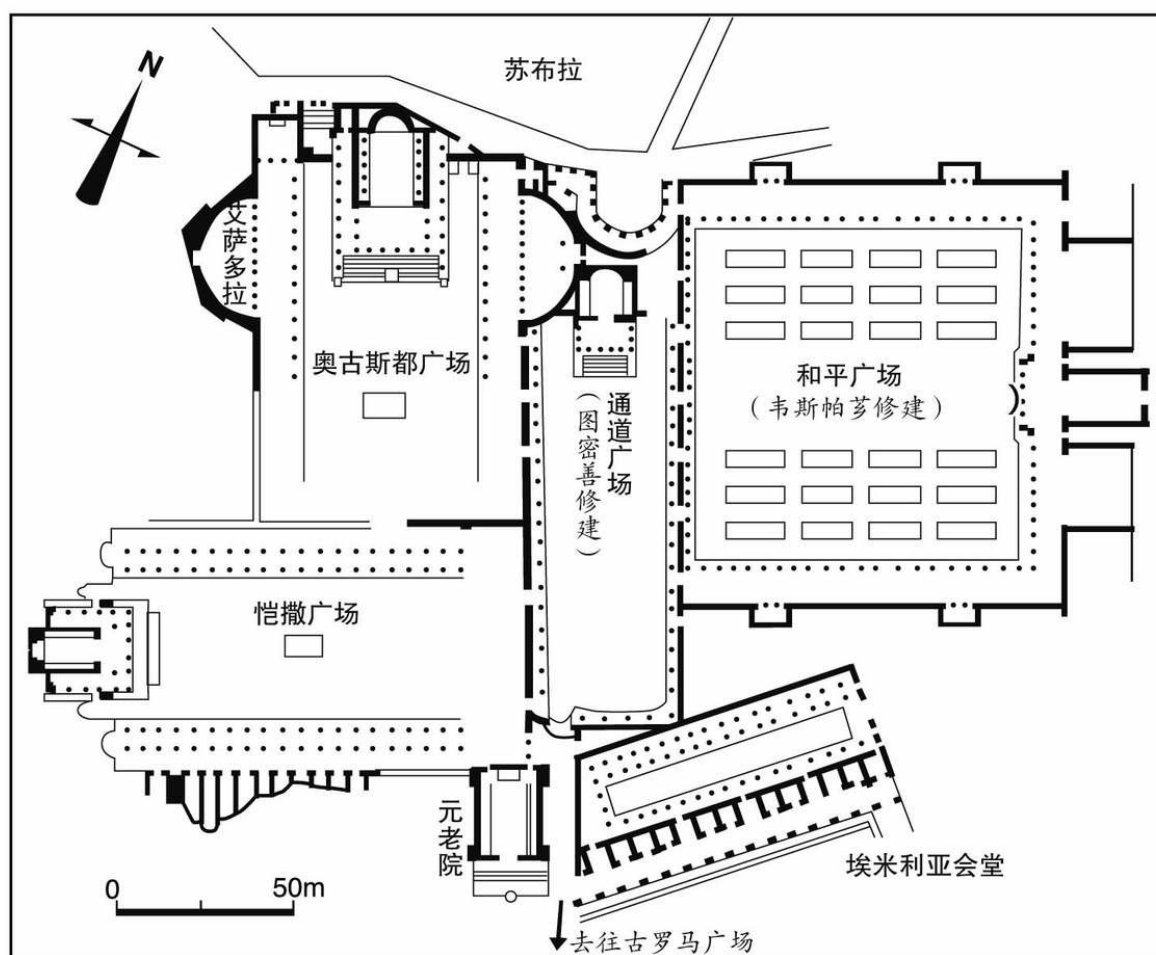 N
苏布拉
艾萨多拉
奥古斯都广场
通道广场
（图密善修建）
和平广场
（韦斯帕芗修建）
恺撒广场
元老院
0 50m
埃米利亚会堂
去往古罗马广场